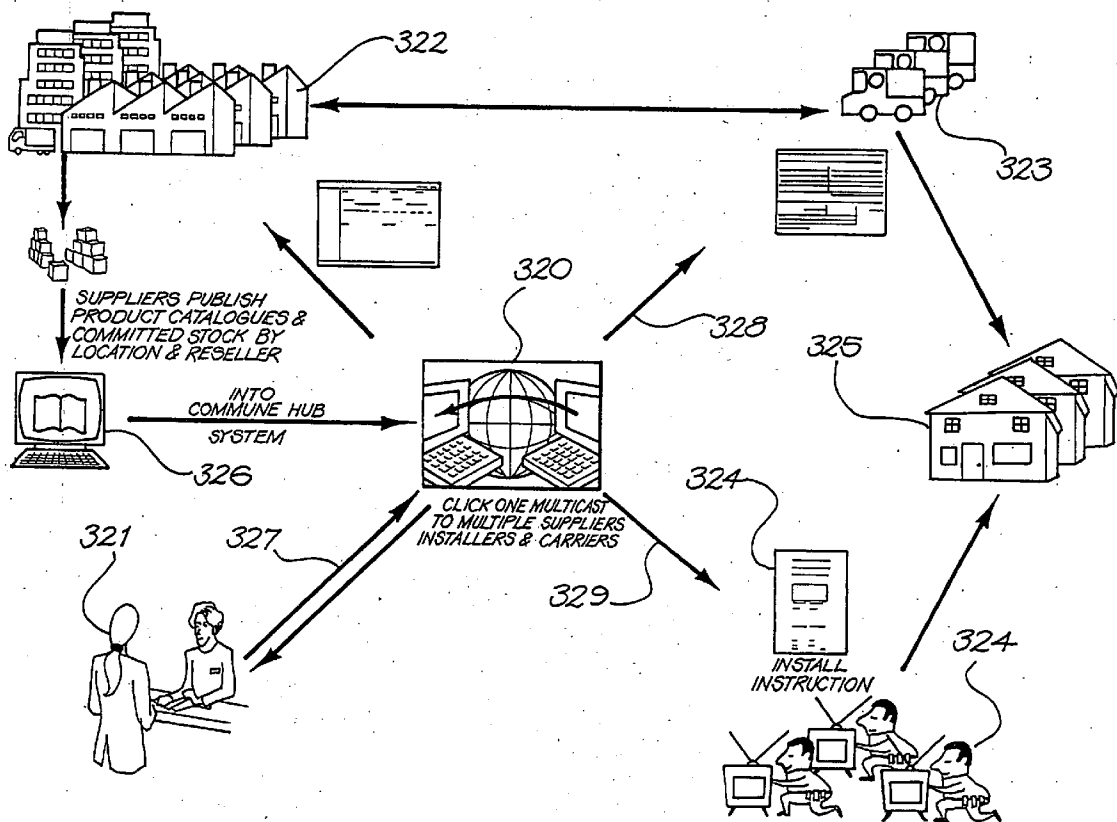 322
323
SUPPLIERS PUBLISH
PRODUCT CATALOGUES &
COMMITTED STOCK BY
LOCATION & RESELLER
320
328
325
INTO
COMMUNE HUB
SYSTEM
326
CLICK ONE MULTICAST
TO MULTIPLE SUPPLIERS
INSTALLERS & CARRIERS
324
321
327
329
INSTALL
INSTRUCTION
324